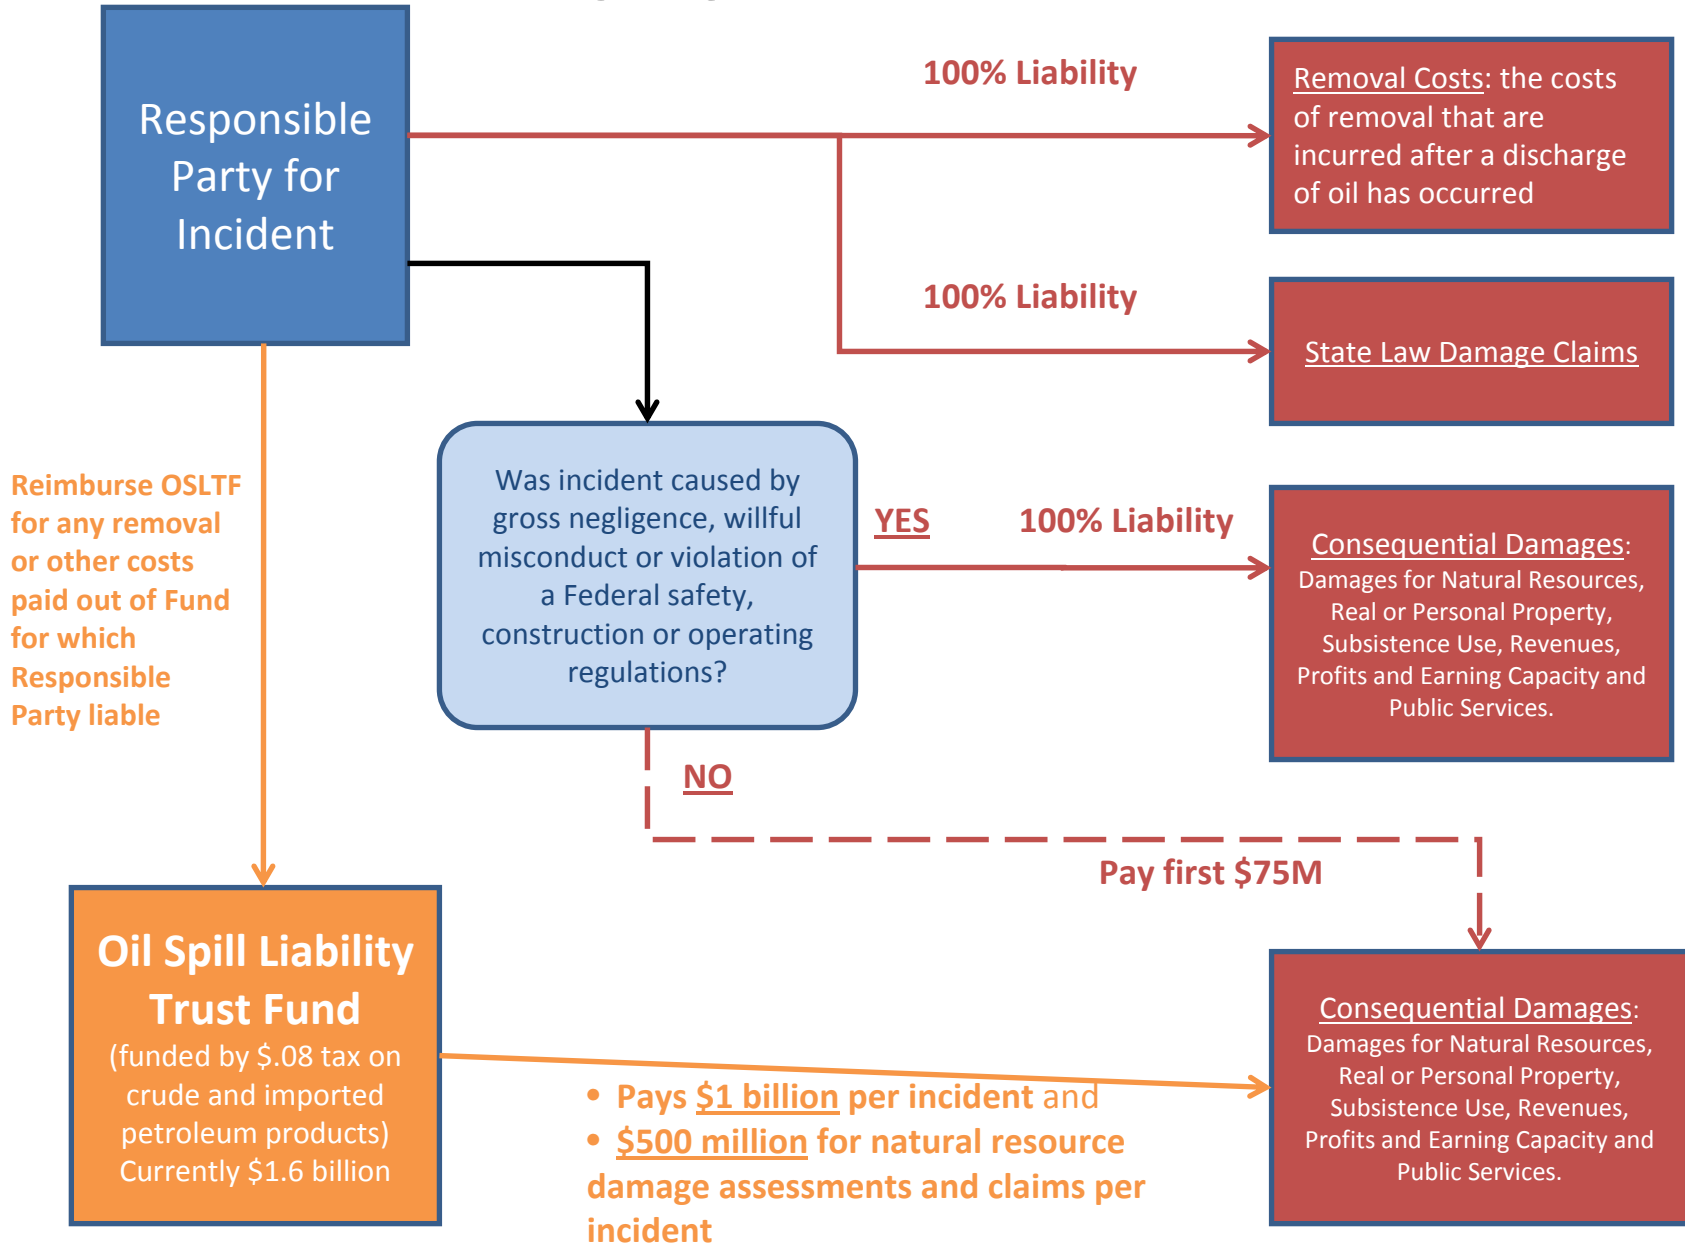 Responsible
Party for
Incident
100% Liability
Removal Costs: the costs
of removal that are
incurred after a discharge
of oil has occurred
100% Liability
State Law Damage Claims
Reimburse OSLTF
for any removal
or other costs
paid out of Fund
for which
Responsible
Party liable
Was incident caused by
gross negligence, willful
misconduct or violation of
a Federal safety,
construction or operating
regulations?
YES
100% Liability
Consequential Damages:
Damages for Natural Resources,
Real or Personal Property,
Subsistence Use, Revenues,
Profits and Earning Capacity and
Public Services.
NO
Pay first $75M
Oil Spill Liability
Trust Fund
(funded by $.08 tax on
crude and imported
petroleum products)
Currently $1.6 billion
• Pays $1 billion per incident and
• $500 million for natural resource
damage assessments and claims per
incident
Consequential Damages:
Damages for Natural Resources,
Real or Personal Property,
Subsistence Use, Revenues,
Profits and Earning Capacity and
Public Services.